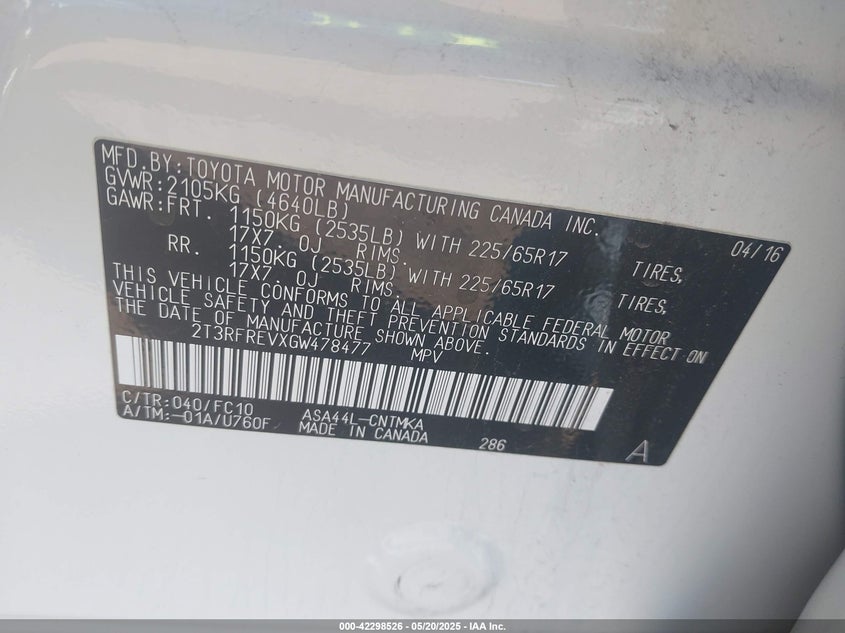 MFD.BY:TOYOTA MOTOR MANUFACTURING CANADA INC.
GVWR:2105KG (4640LB) 04/16
GAWR:FRT. 1150KG (2535LB) WITH 225/65R17 TIRES,
17X7. 0J RIMS.
RR. 1150KG (2535LB) WITH 225/65R17 TIRES,
17X7. 0J RIMS.
THIS VEHICLE CONFORMS TO ALL APPLICABLE FEDERAL MOTOR
VEHICLE SAFETY AND THEFT PREVENTION STANDARDS IN EFFECT ON
THE DATE OF MANUFACTURE SHOWN ABOVE.
2T3RFREVXGW478477 MPV
C/TR:040/FC10 ASA44L-CNTMKA
A/TM:-01A/U760F MADE IN CANADA 286 A
000-42298526 - 05/20/2025 - IAA Inc.